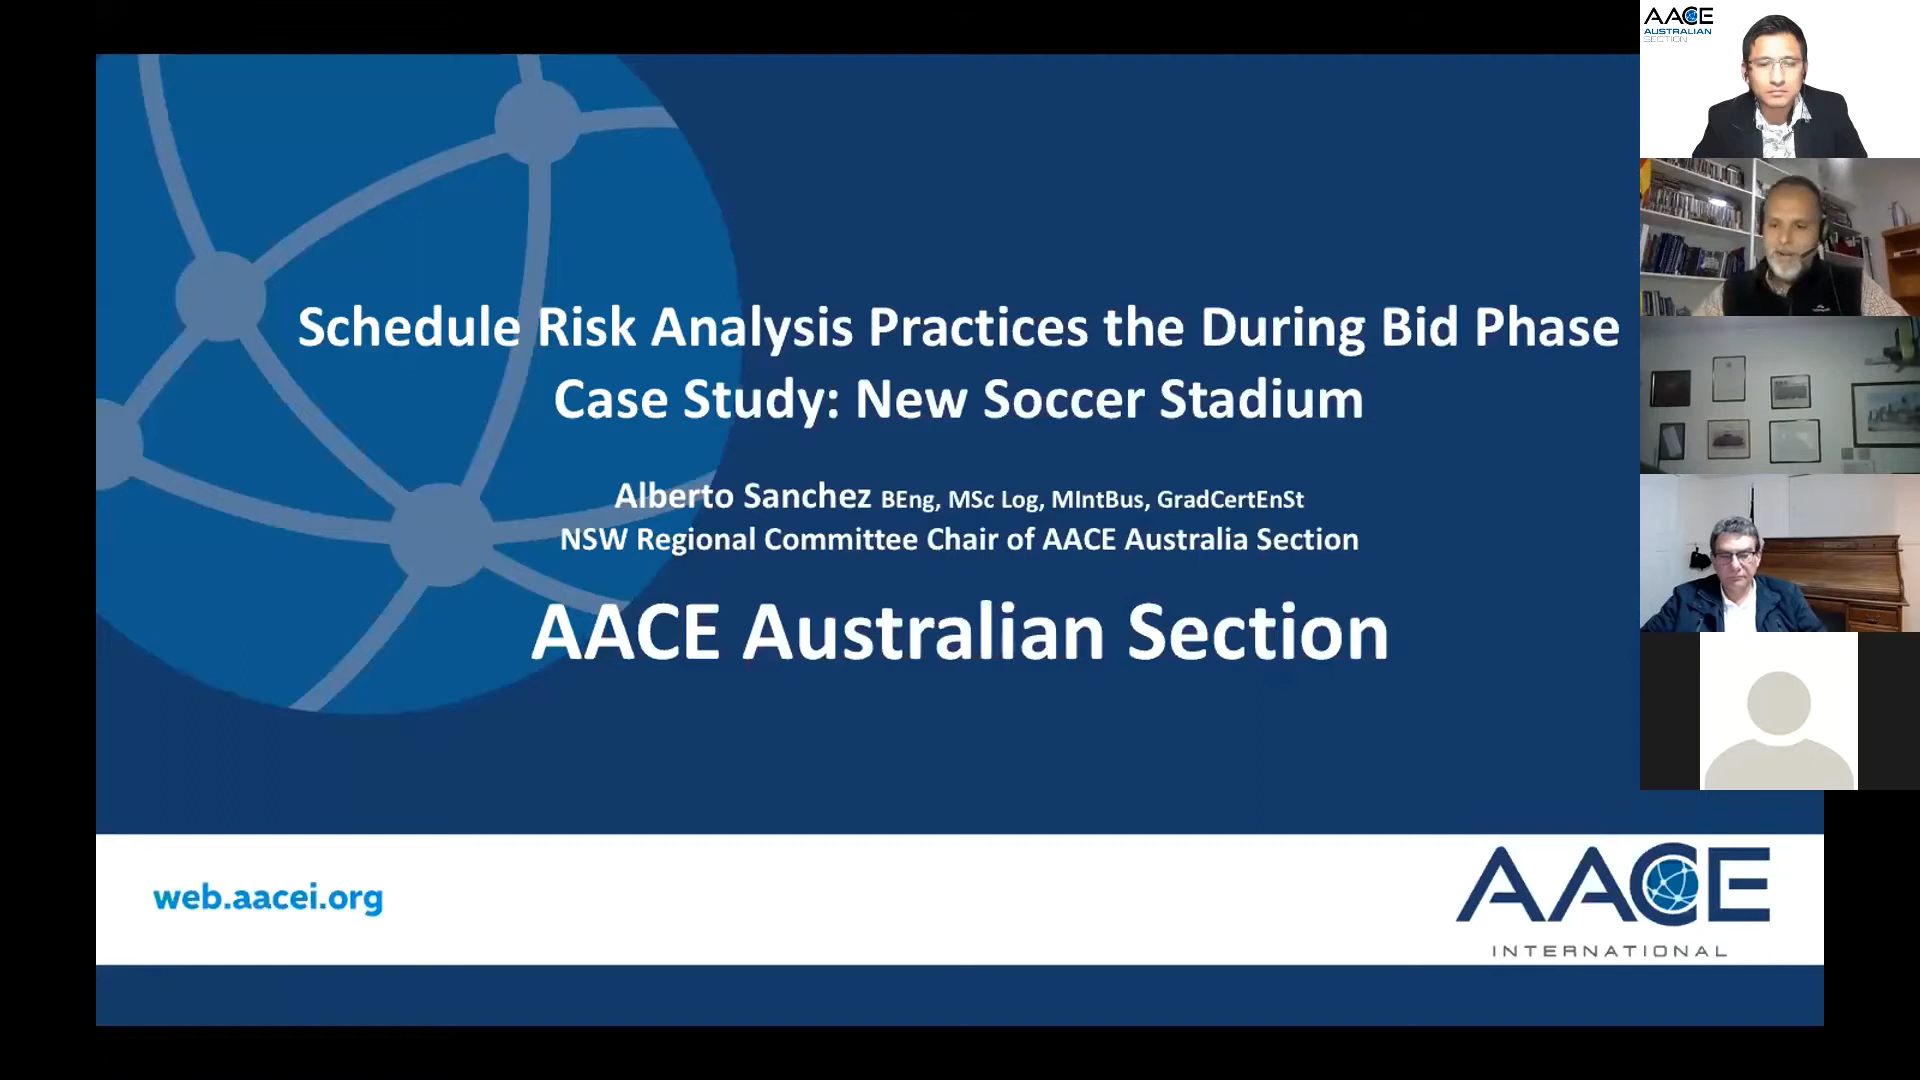 Schedule Risk Analysis Practices the During Bid Phase
Case Study: New Soccer Stadium
Alberto Sanchez BEng, MSc Log, MIntBus, GradCertEnSt
NSW Regional Committee Chair of AACE Australia Section
AACE Australian Section
web.aacei.org
AACE
INTERNATIONAL
AACE
AUSTRALIAN
SECTION